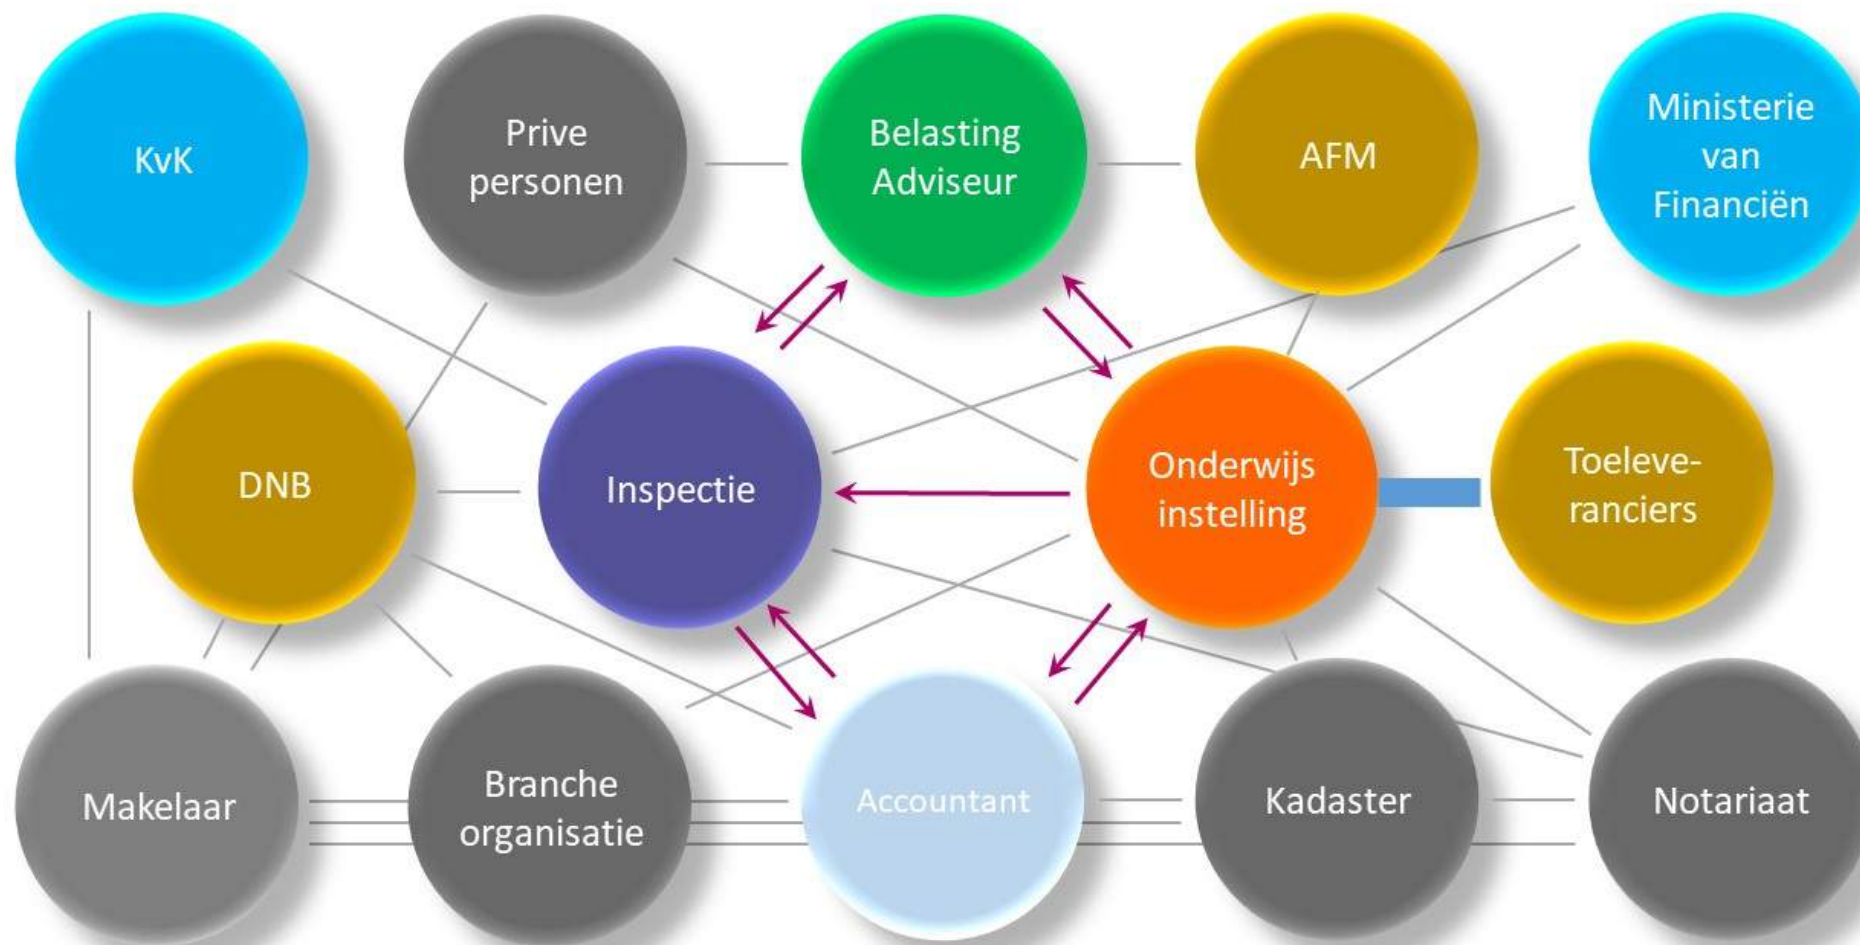 KvK
Prive
personen
Belasting
Adviseur
AFM
Ministerie
van
Financiën
DNB
Inspectie
Onderwijs
instelling
Toeleve-
ranciers
Makelaar
Branche
organisatie
Accountant
Kadaster
Notariaat